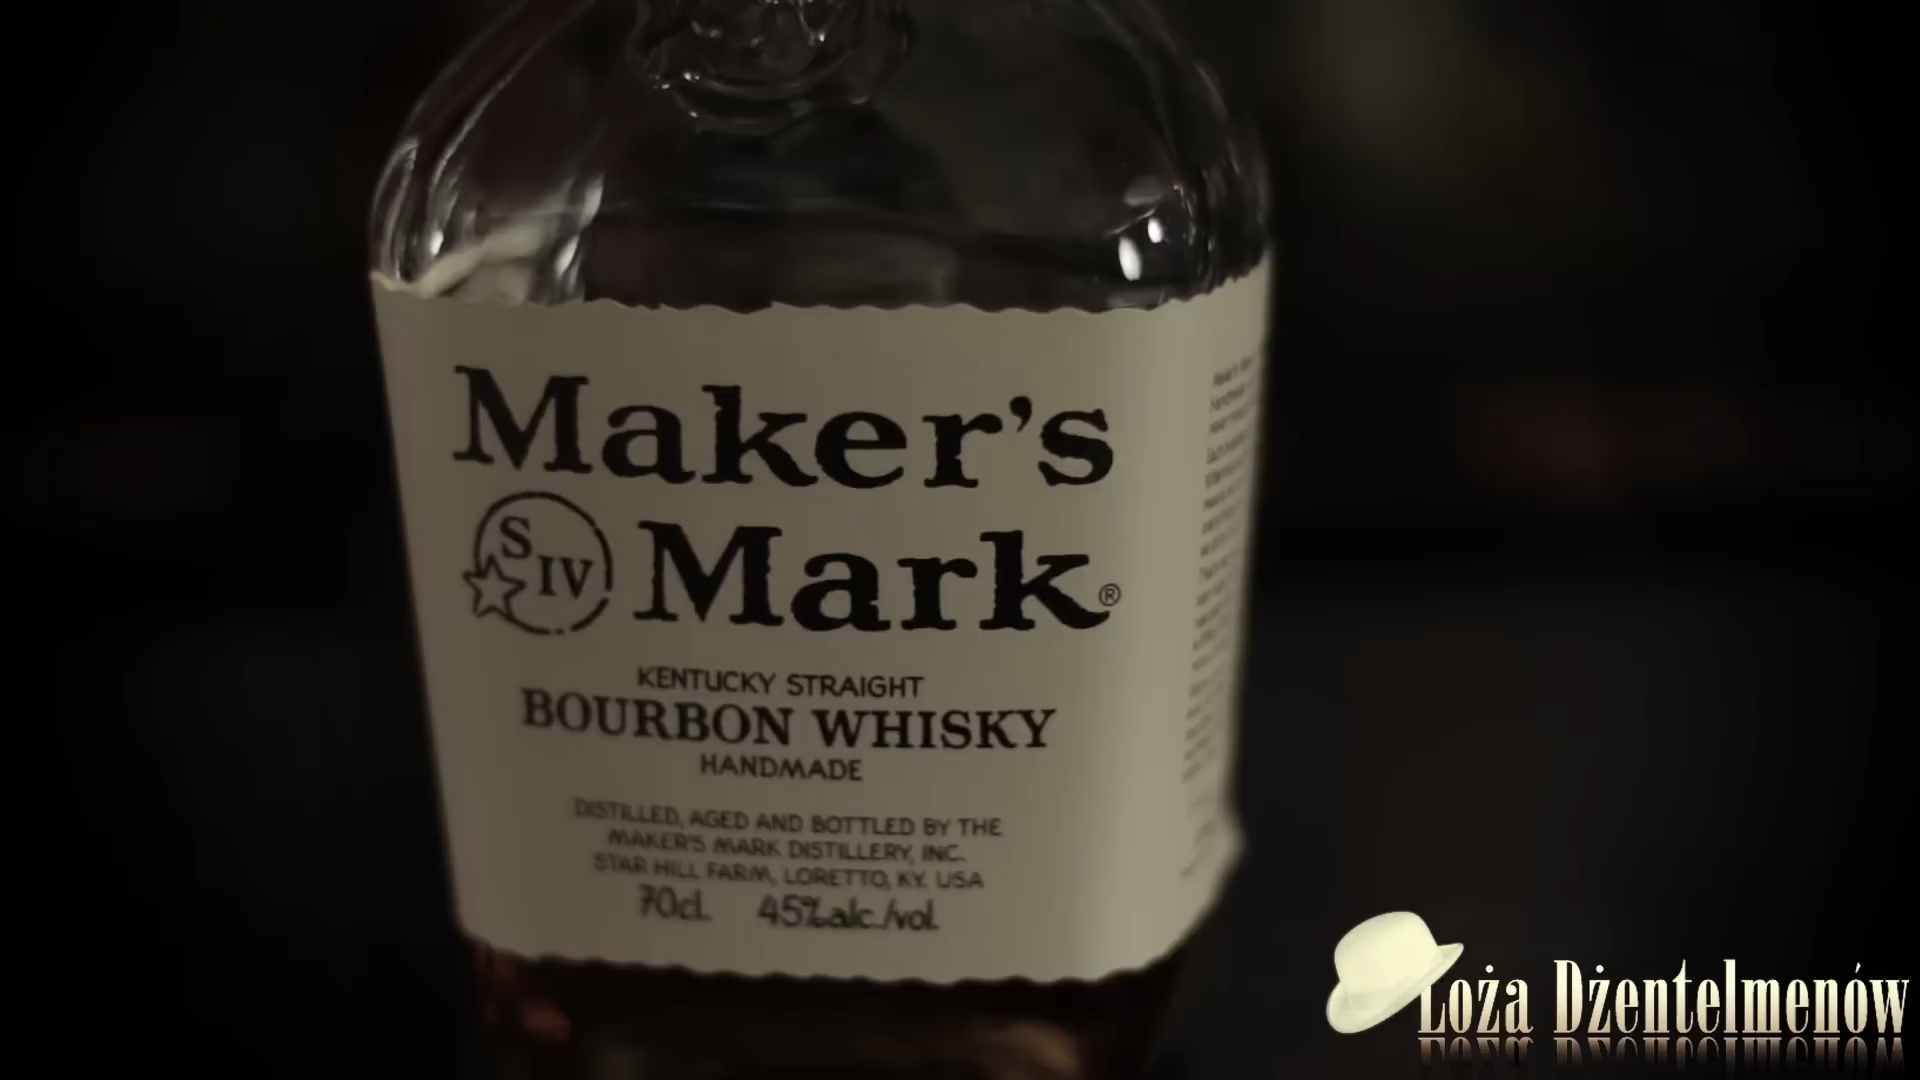 Maker's
S IV Mark®
KENTUCKY STRAIGHT
BOURBON WHISKY
HANDMADE
DISTILLED, AGED AND BOTTLED BY THE
MAKER'S MARK DISTILLERY, INC.
STAR HILL FARM, LORETTO, KY. USA
70cl. 45%alc./vol.
Loża Dżentelmenów